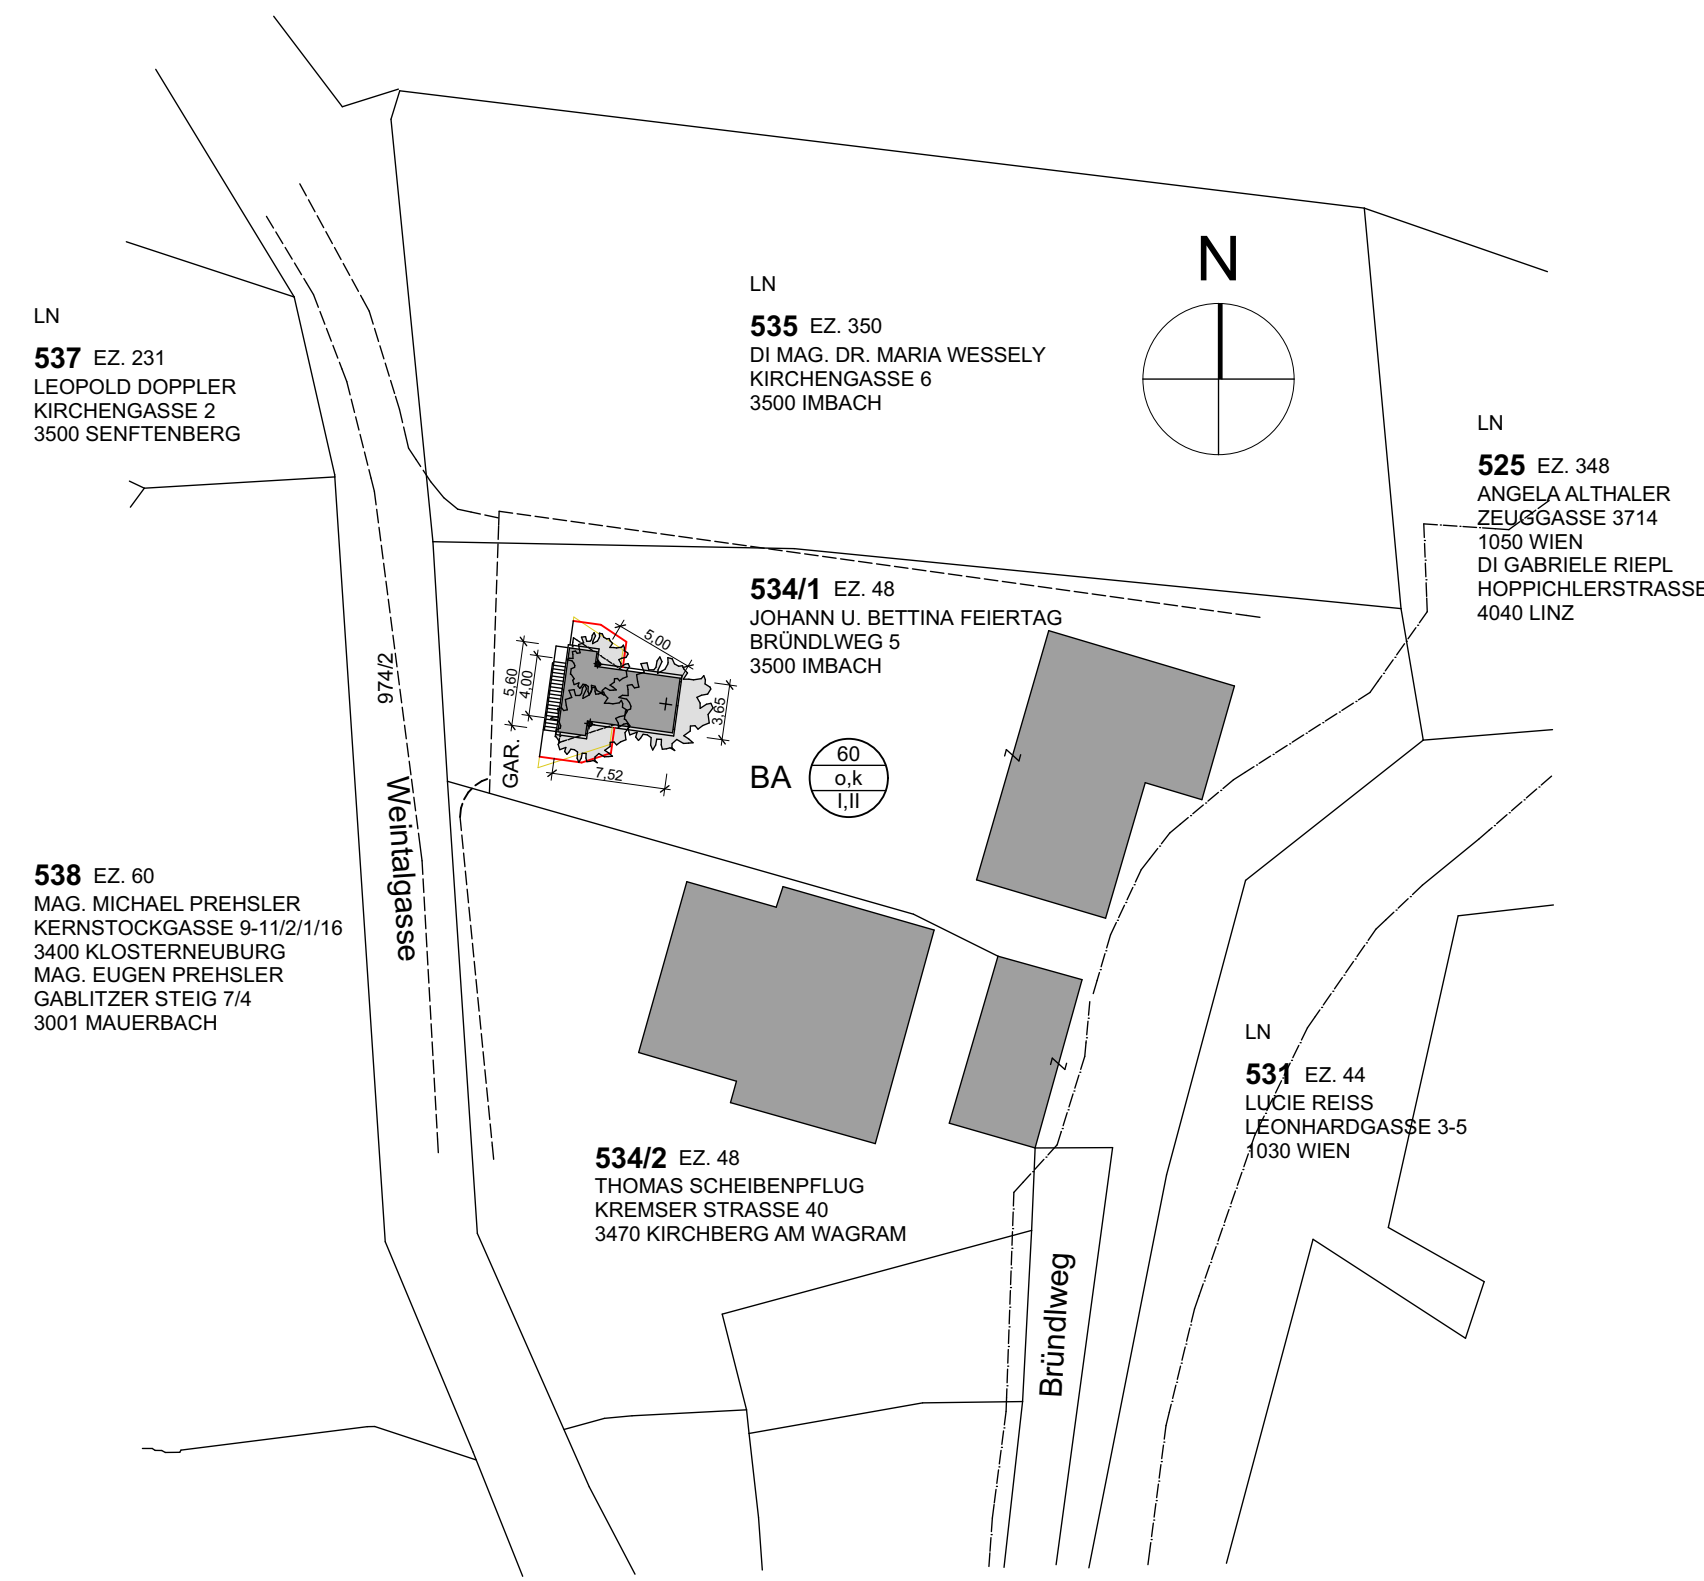 N
LN
535 EZ. 350
DI MAG. DR. MARIA WESSELY
KIRCHENGASSE 6
3500 IMBACH
LN
537 EZ. 231
LEOPOLD DOPPLER
KIRCHENGASSE 2
3500 SENFTENBERG
LN
525 EZ. 348
ANGELA ALTHALER
ZEUGGASSE 3714
1050 WIEN
DI GABRIELE RIEPL
HOPPICHLERSTRASSE
4040 LINZ
534/1 EZ. 48
JOHANN U. BETTINA FEIERTAG
BRÜNDLWEG 5
3500 IMBACH
974/2
5,00
5,60
4,00
3,65
7,52
GAR.
BA
60
o,k
I,II
Z
Weintalgasse
538 EZ. 60
MAG. MICHAEL PREHSLER
KERNSTOCKGASSE 9-11/2/1/16
3400 KLOSTERNEUBURG
MAG. EUGEN PREHSLER
GABLITZER STEIG 7/4
3001 MAUERBACH
Z
LN
531 EZ. 44
LUCIE REISS
LEONHARDGASSE 3-5
1030 WIEN
534/2 EZ. 48
THOMAS SCHEIBENPFLUG
KREMSER STRASSE 40
3470 KIRCHBERG AM WAGRAM
Bründlweg